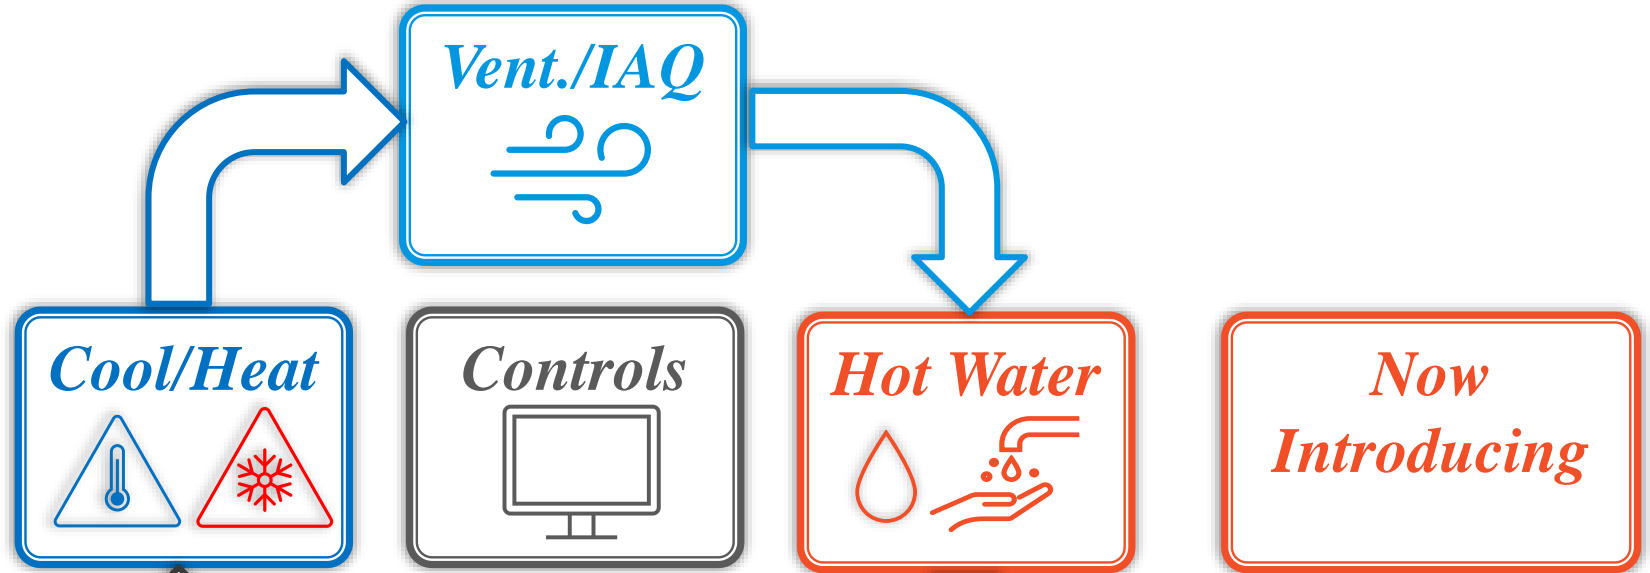 Vent./IAQ
Cool/Heat
Controls
Hot Water
Now
Introducing